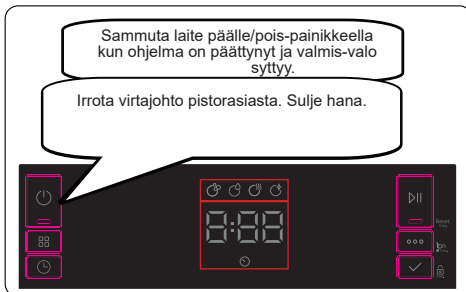 Sammuta laite päälle/pois-painikkeella
kun ohjelma on päättynyt ja valmis-valo
syttyy.
Irrota virtajohto pistorasiasta. Sulje hana.
8:88
Reset